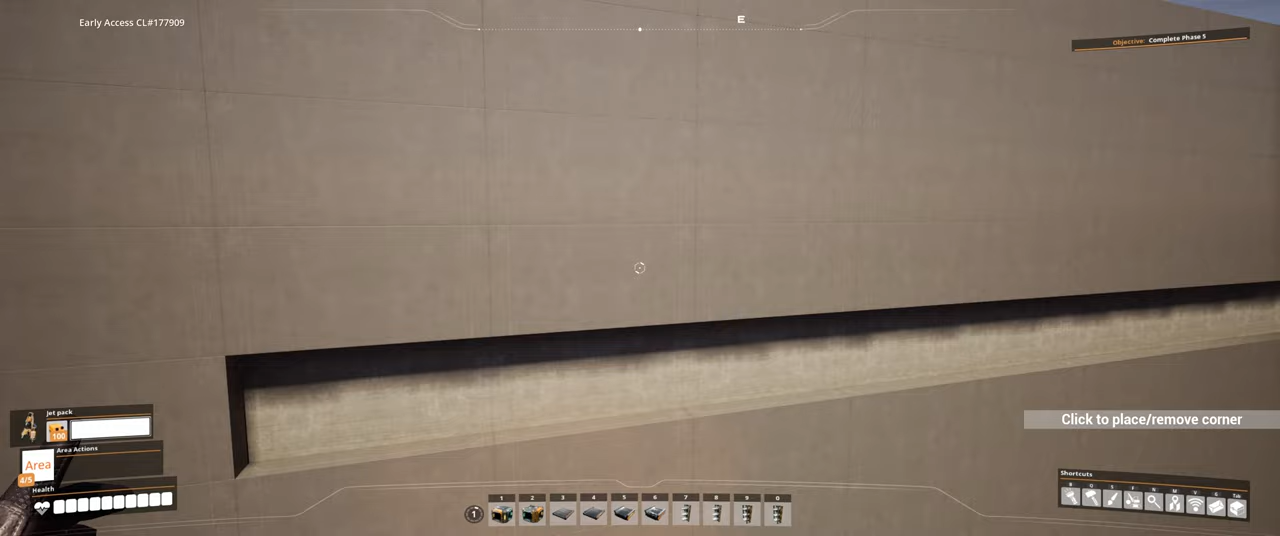 Early Access CL#177909
E
Objective: Complete Phase 5
Click to place/remove corner
Jet pack
100
Area Actions
Area
4/5
Health
1
1 2 3 4 5 6 7 8 9 0
Shortcuts
Tab